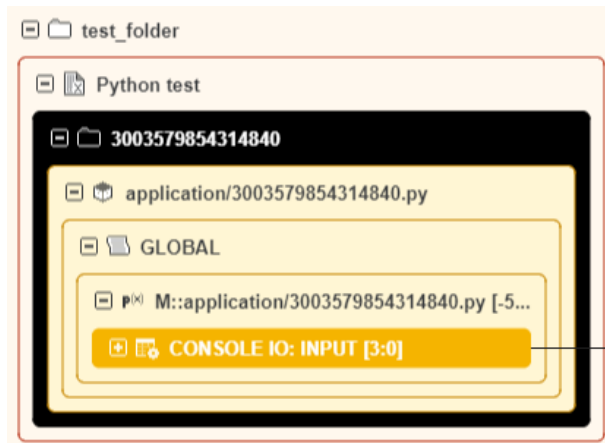 test_folder
Python test
3003579854314840
application/3003579854314840.py
GLOBAL
P(x) M::application/3003579854314840.py [-5...
CONSOLE IO: INPUT [3:0]